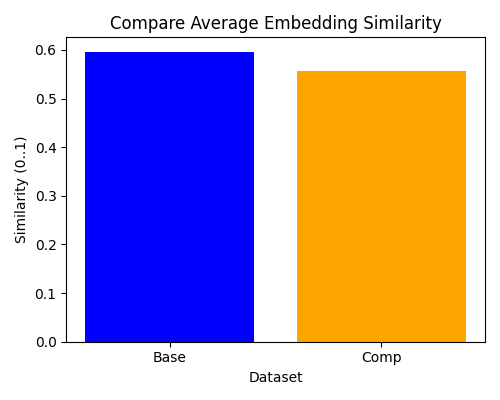 Compare Average Embedding Similarity
0.6
0.5
0.4
0.3
0.2
0.1
0.0
Similarity (0..1)
Base
Comp
Dataset